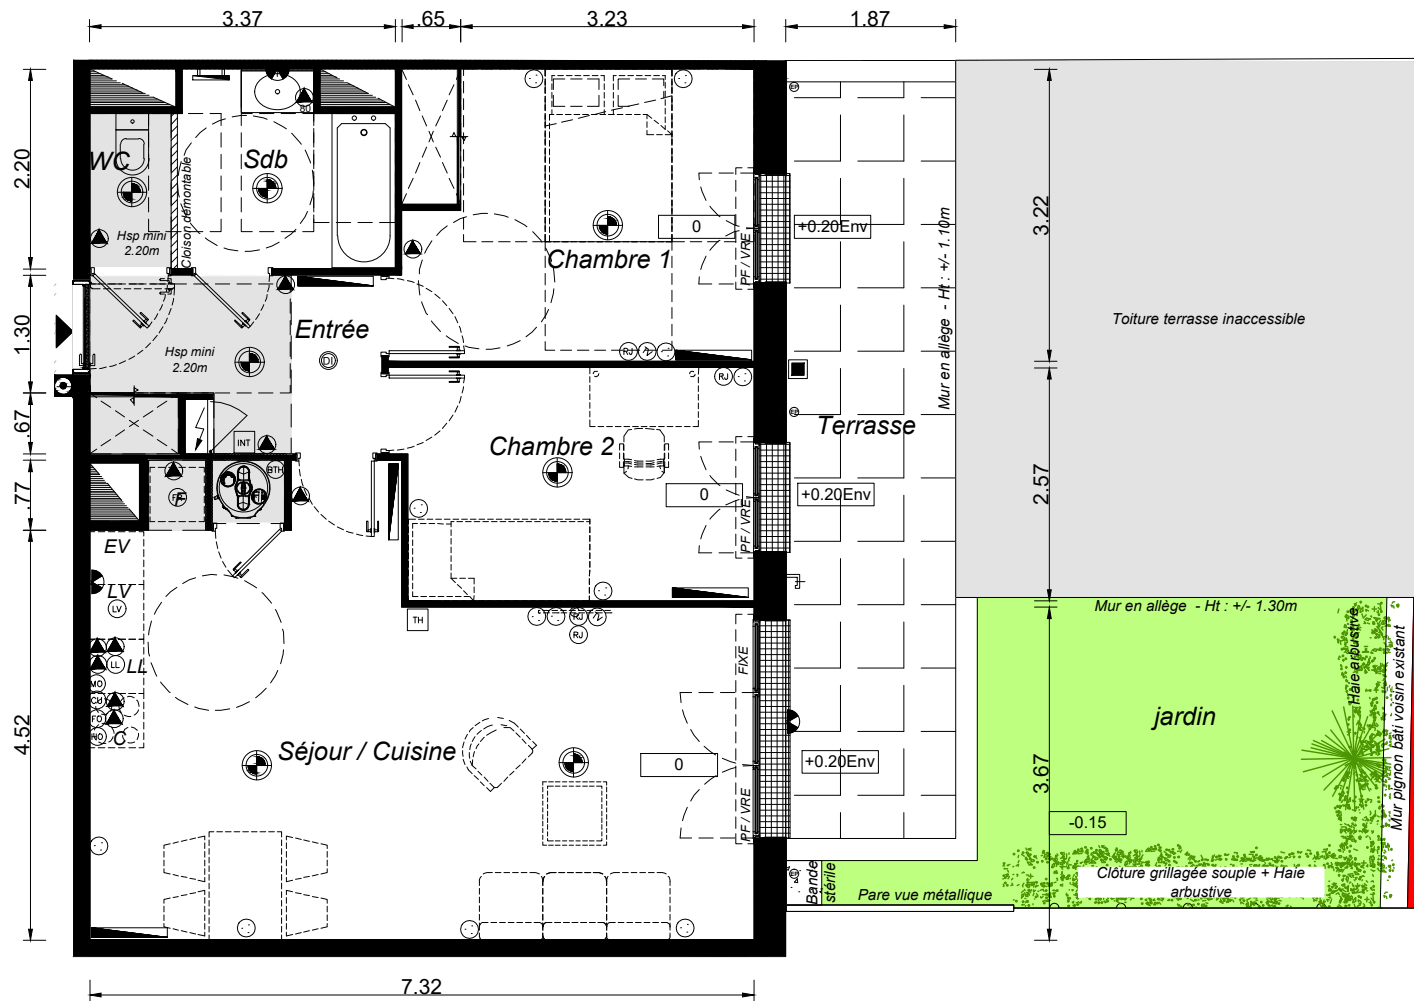 3.37
.65
3.23
1.87
2.20
1.30
.67
.77
4.52
3.22
2.57
3.67
7.32
WC
Sdb
Cloison démontable
Hsp mini
2.20m
RJ
Chambre 1
0
+0.20Env
PF / VRE
EP
Mur en allège - Ht : +/- 1.10m
Toiture terrasse inaccessible
Entrée
Hsp mini
2.20m
DI
RJ
RJ
INT
BTH
Chambre 2
0
+0.20Env
PF / VRE
Terrasse
EV
LV
LV
LL
LL
MO
FO
C
TH
RJ
RJ
FIXE
Séjour / Cuisine
0
+0.20Env
PF / VRE
Mur en allège - Ht : +/- 1.30m
Haie arbustive
Mur pignon bâti voisin existant
jardin
-0.15
Clôture grillagée souple + Haie
arbustive
Bande
stérile
EP
Pare vue métallique